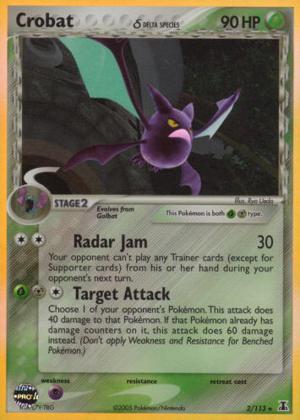 Crobat δ DELTA SPECIES 90 HP
Illus. Ryo Ueda
STAGE 2 Evolves from Golbat This Pokémon is both type.
Radar Jam 30
Your opponent can't play any Trainer cards (except for
Supporter cards) from his or her hand during your
opponent's next turn.
Target Attack
Choose 1 of your opponent's Pokémon. This attack
does 40 damage to that Pokémon. If that Pokémon already has
damage counters on it, this attack does 60 damage
instead. (Don't apply Weakness and Resistance for Benched
Pokémon.)
weakness resistance retreat cost
©2005 Pokémon/Nintendo. 2/113 ★